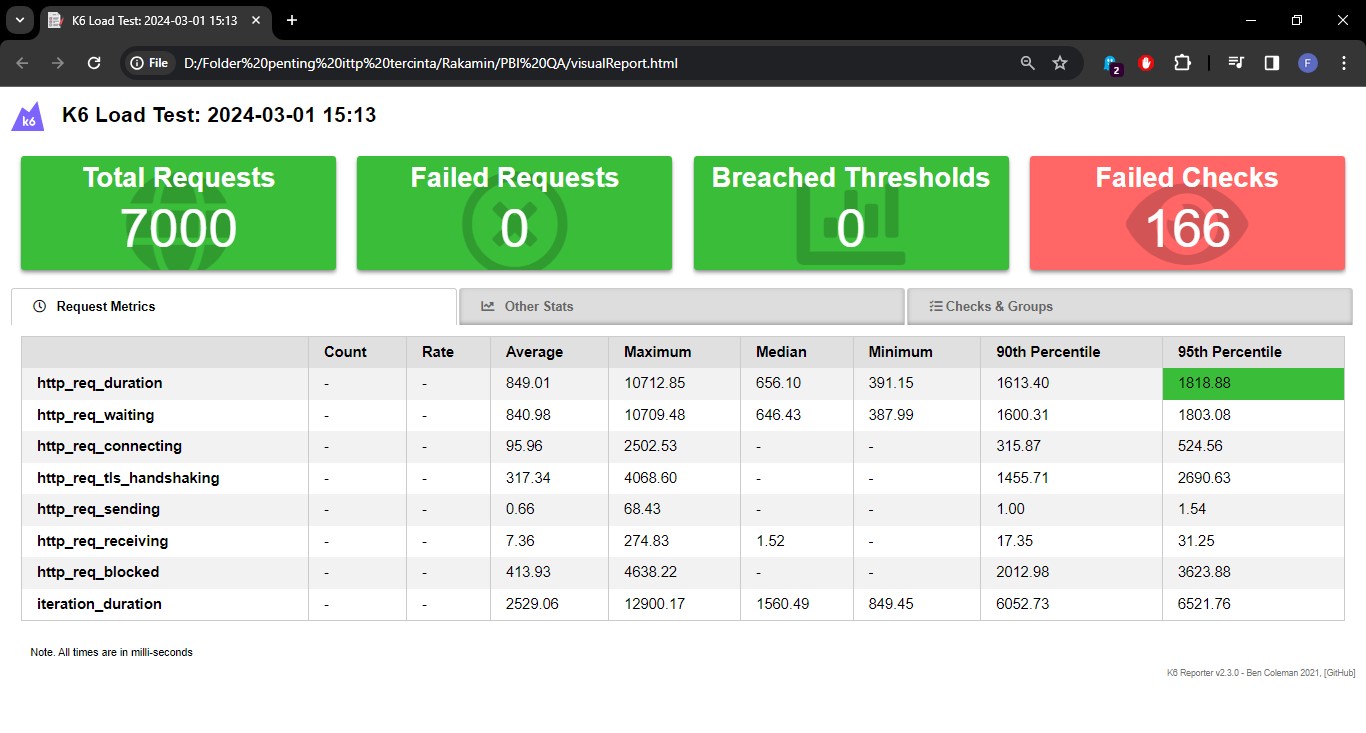 K6 Load Test: 2024-03-01 15:13
File D:/Folder%20penting%20ittp%20tercinta/Rakamin/PBI%20QA/visualReport.html 2 F
k6 K6 Load Test: 2024-03-01 15:13
Total Requests Failed Requests Breached Thresholds Failed Checks
7000 0 0 166
Request Metrics Other Stats Checks & Groups
Count Rate Average Maximum Median Minimum 90th Percentile 95th Percentile
http_req_duration - - 849.01 10712.85 656.10 391.15 1613.40 1818.88
http_req_waiting - - 840.98 10709.48 646.43 387.99 1600.31 1803.08
http_req_connecting - - 95.96 2502.53 - - 315.87 524.56
http_req_tls_handshaking - - 317.34 4068.60 - - 1455.71 2690.63
http_req_sending - - 0.66 68.43 - - 1.00 1.54
http_req_receiving - - 7.36 274.83 1.52 - 17.35 31.25
http_req_blocked - - 413.93 4638.22 - - 2012.98 3623.88
iteration_duration - - 2529.06 12900.17 1560.49 849.45 6052.73 6521.76
Note. All times are in milli-seconds
K6 Reporter v2.3.0 - Ben Coleman 2021, [GitHub]